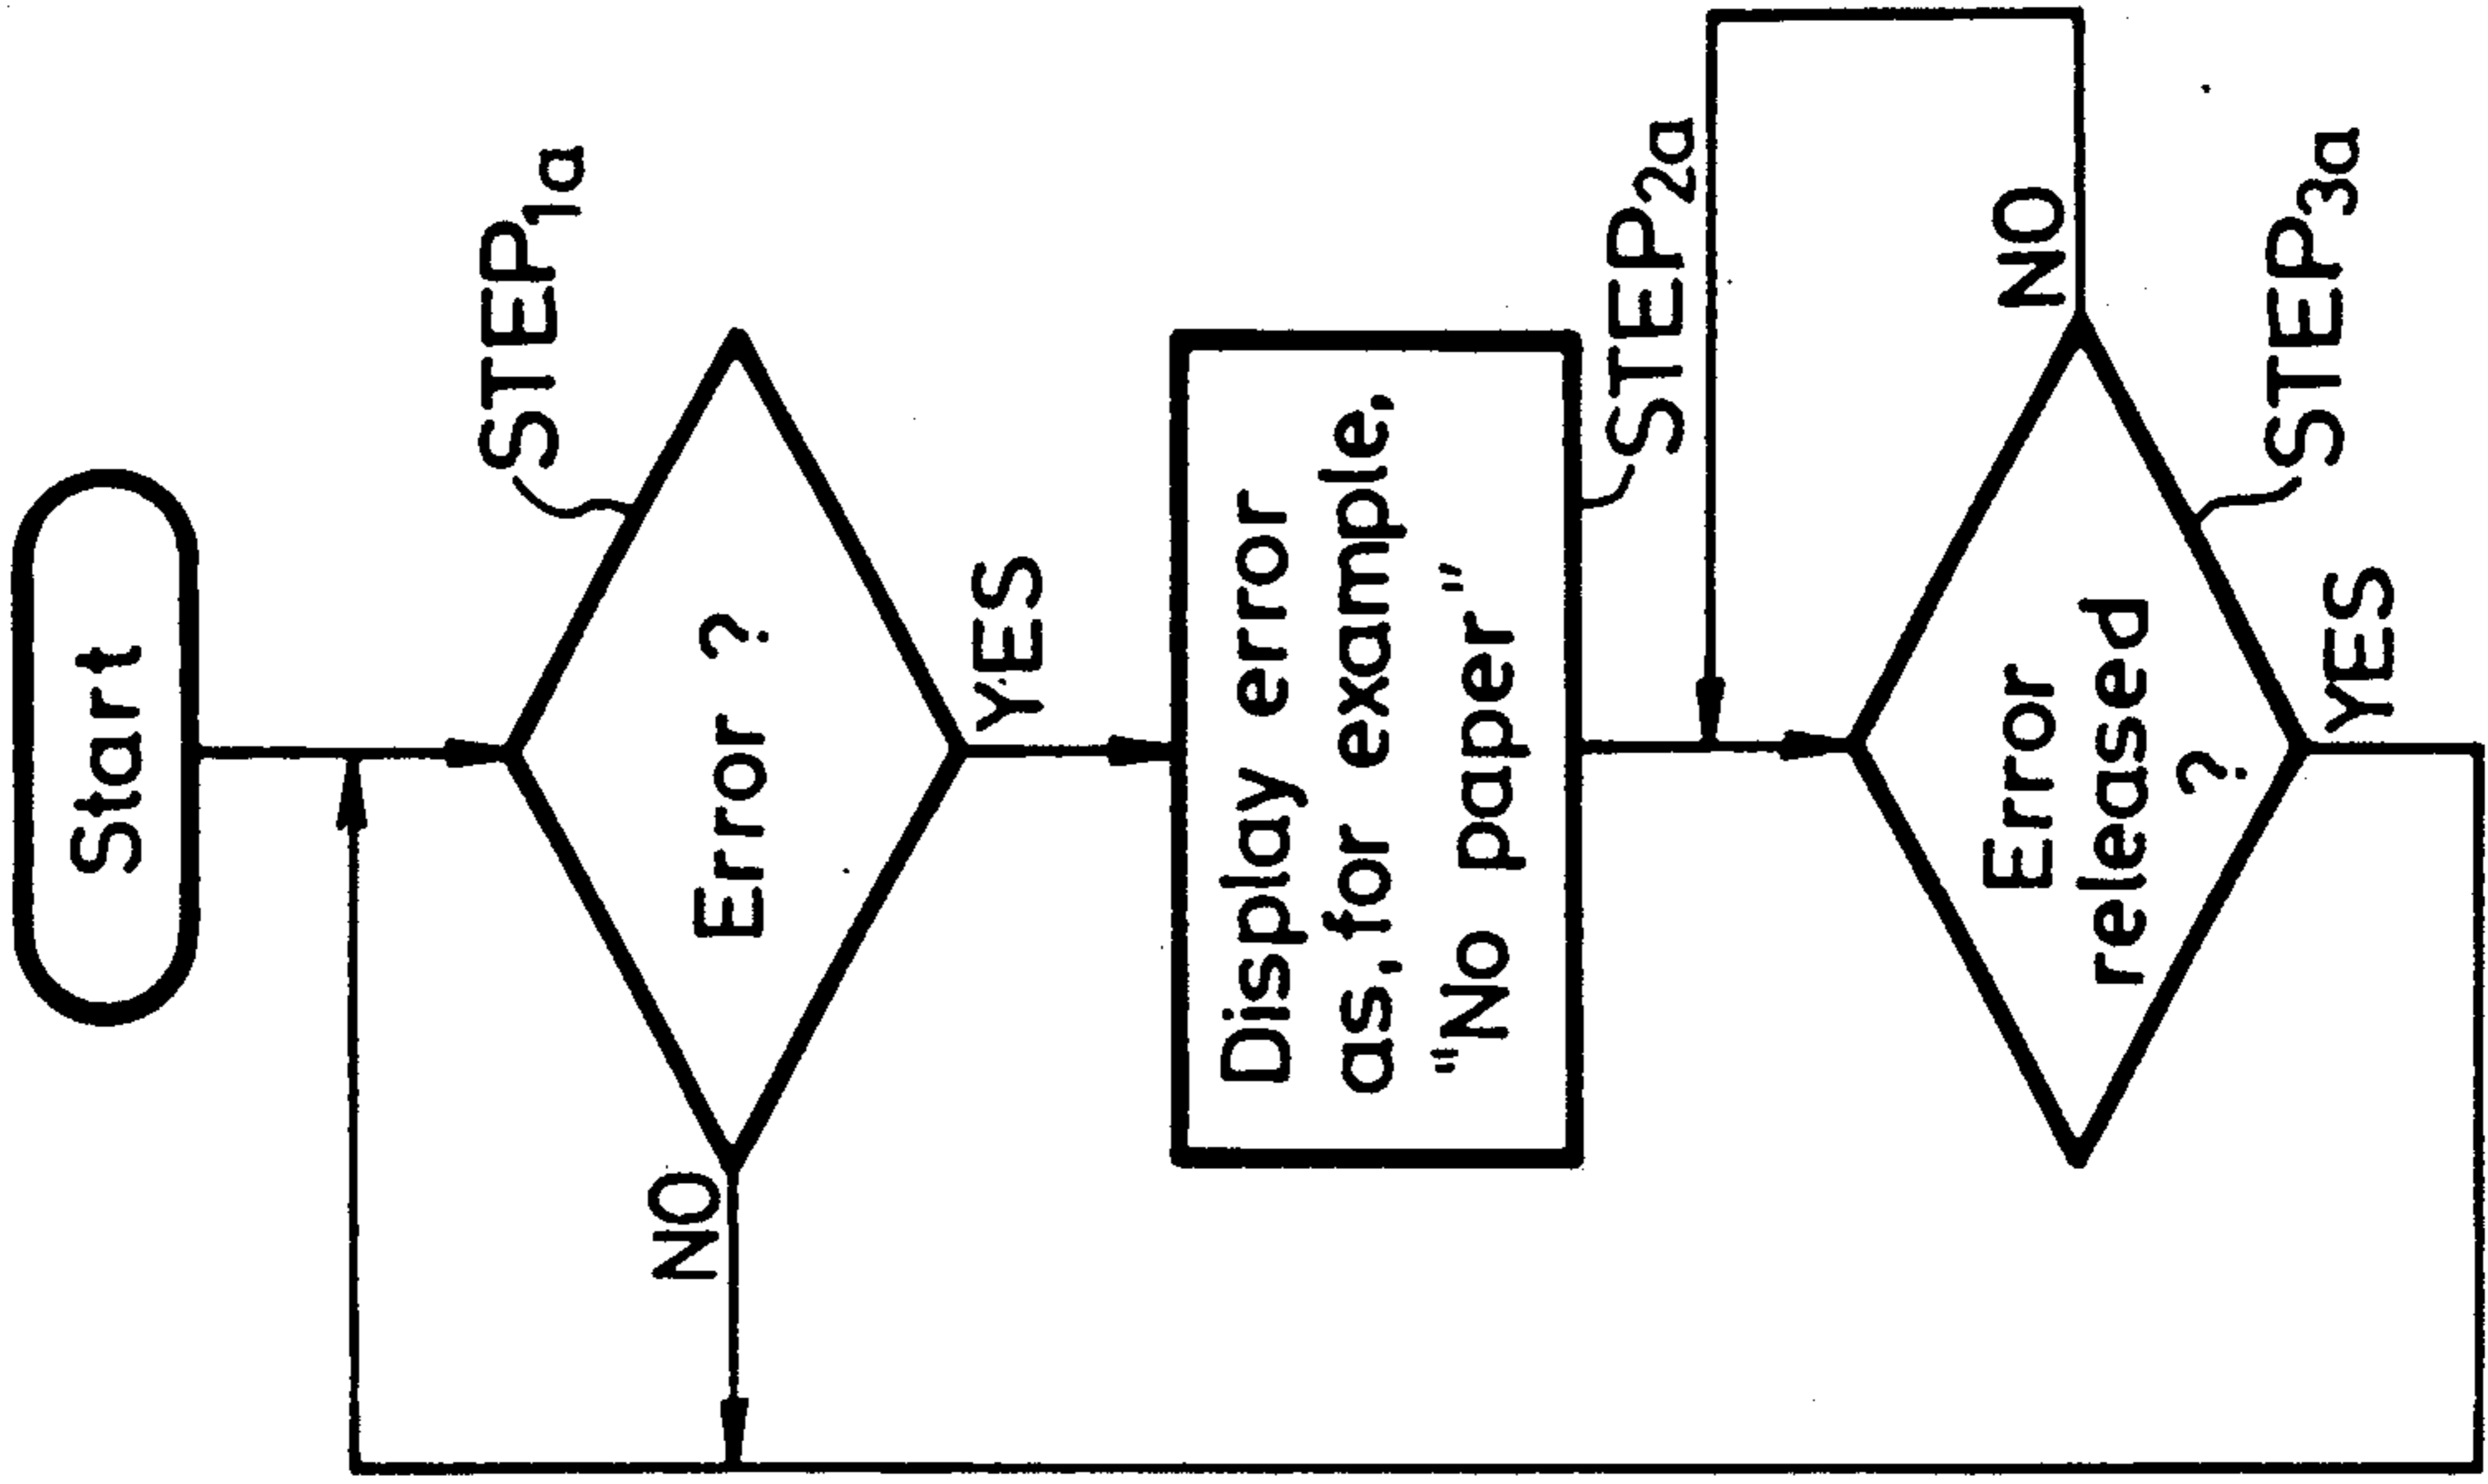 Start
STEP1a
Error ?
NO
YES
Display error
as, for example,
"No paper"
STEP2a
Error
released
?
NO
YES
STEP3a